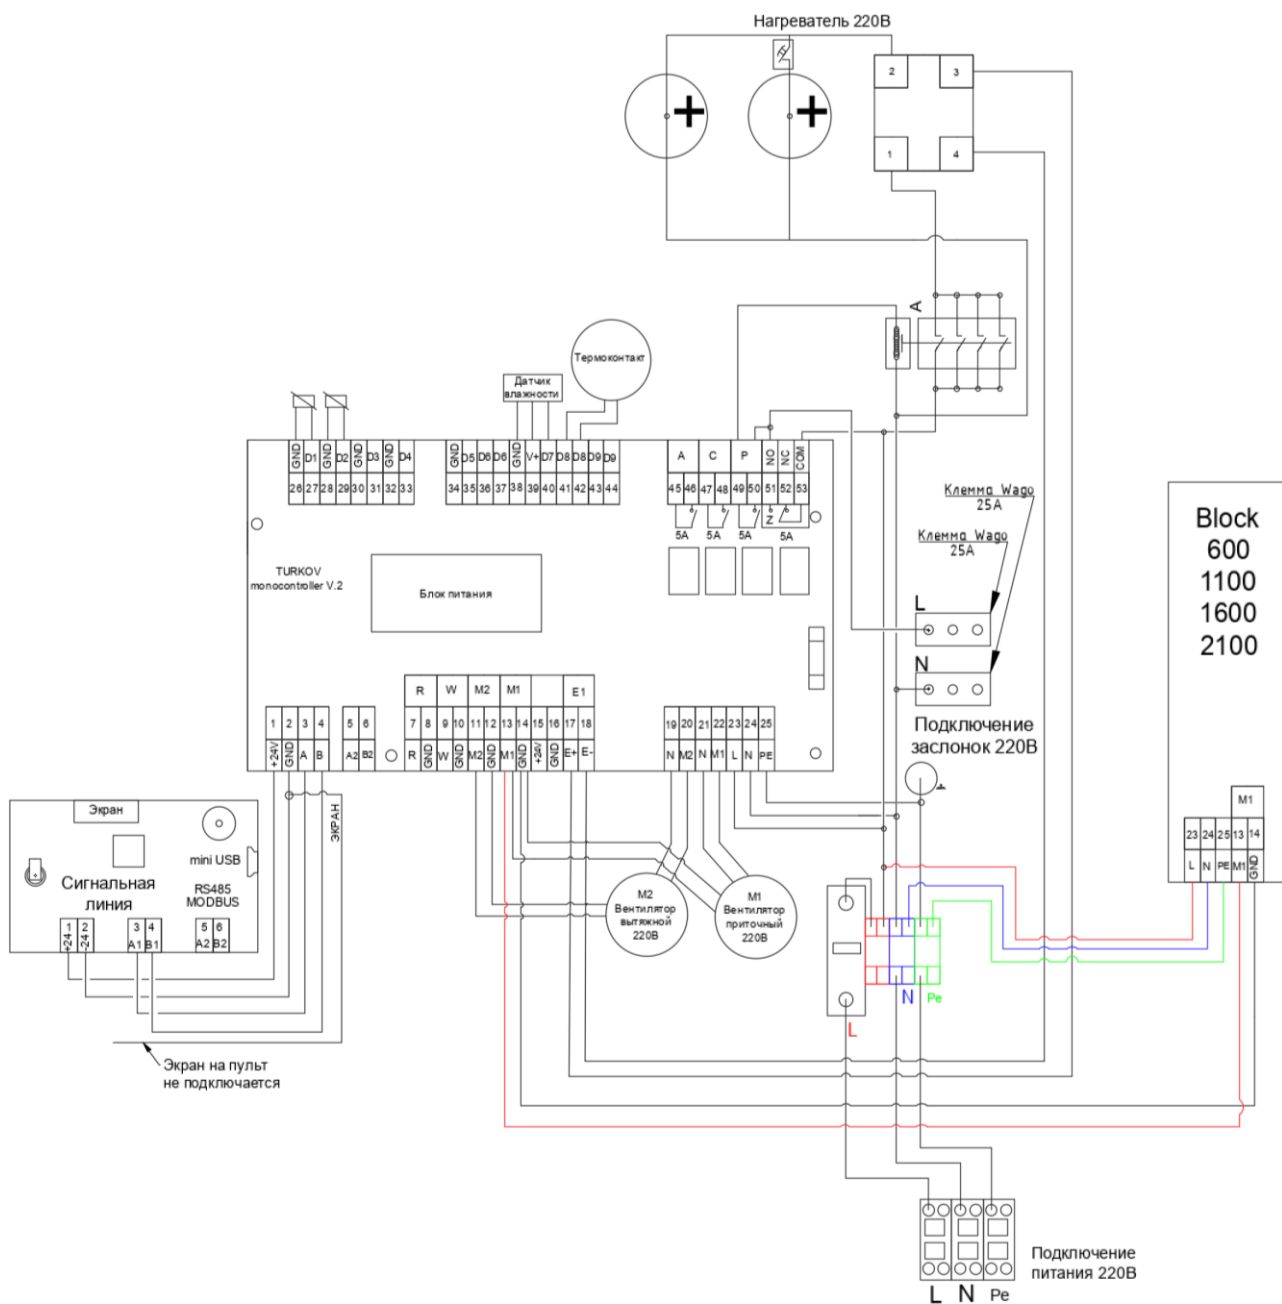 Нагреватель 220В
2
3
1
4
A
Термоконтакт
Датчик
влажности
GND
D1
GND
D2
GND
D3
GND
D4
26
27
28
29
30
31
32
33
GND
D5
D6
D6
GND
V+
D7
D8
D8
D9
D9
34
35
36
37
38
39
40
41
42
43
44
A
C
P
NO
NC
COM
45
46
47
48
49
50
51
52
53
Z
5A
5A
5A
5A
TURKOV
monocontroller V.2
Блок питания
Клемма Wago
25A
Клемма Wago
25A
L
N
Подключение
заслонок 220В
Block
600
1100
1600
2100
M1
23
24
25
13
14
L
N
PE
M1
GND
R
W
M2
M1
E1
1
2
3
4
5
6
7
8
9
10
11
12
13
14
15
16
17
18
19
20
21
22
23
24
25
+24V
GND
A
B
A2
B2
R
GND
W
GND
M2
GND
M1
GND
+24V
GND
E+
E-
N
M2
N
M1
L
N
PE
Экран
mini USB
RS485
MODBUS
Сигнальная
линия
1
2
3
4
5
6
+24
-24
A1
B1
A2
B2
ЭКРАН
M2
Вентилятор
вытяжной
220В
M1
Вентилятор
приточный
220В
L
N
Pe
Экран на пульт
не подключается
Подключение
питания 220В
L
N
Pe